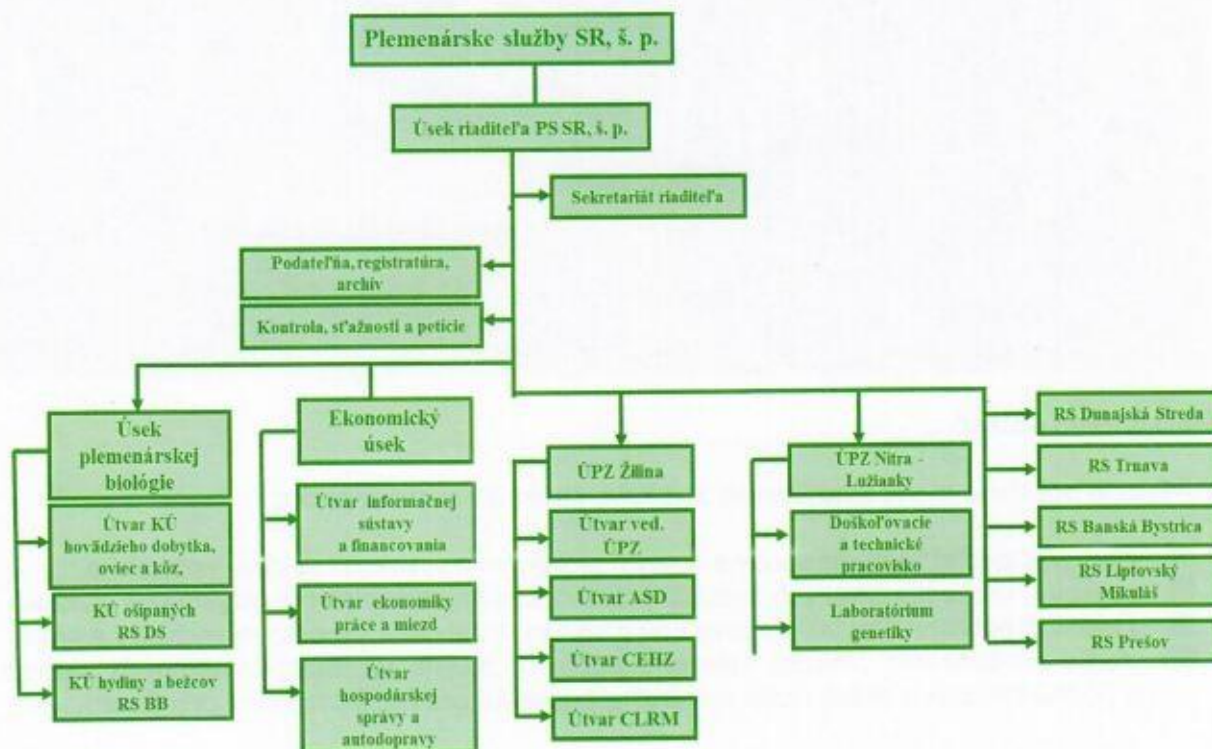 Plemenárske služby SR, š. p.
Úsek riaditeľa PS SR, š. p.
Sekretariát riaditeľa
Podateľňa, registratúra,
archív
Kontrola, sťažnosti a petície
Úsek
plemenárskej
biológie
Útvar KÚ
hovädzieho dobytka,
oviec a kôz,
KÚ ošípaných
RS DS
KÚ hydiny a bežcov
RS BB
Ekonomický
úsek
Útvar informačnej
sústavy
a financovania
Útvar ekonomiky
práce a miezd
Útvar
hospodárskej
správy a
autodopravy
ÚPZ Žilina
Útvar ved.
ÚPZ
Útvar ASD
Útvar CEHZ
Útvar CLRM
ÚPZ Nitra -
Lužianky
Doškoľovacie
a technické
pracovisko
Laboratórium
genetiky
RS Dunajská Streda
RS Trnava
RS Banská Bystrica
RS Liptovský
Mikuláš
RS Prešov